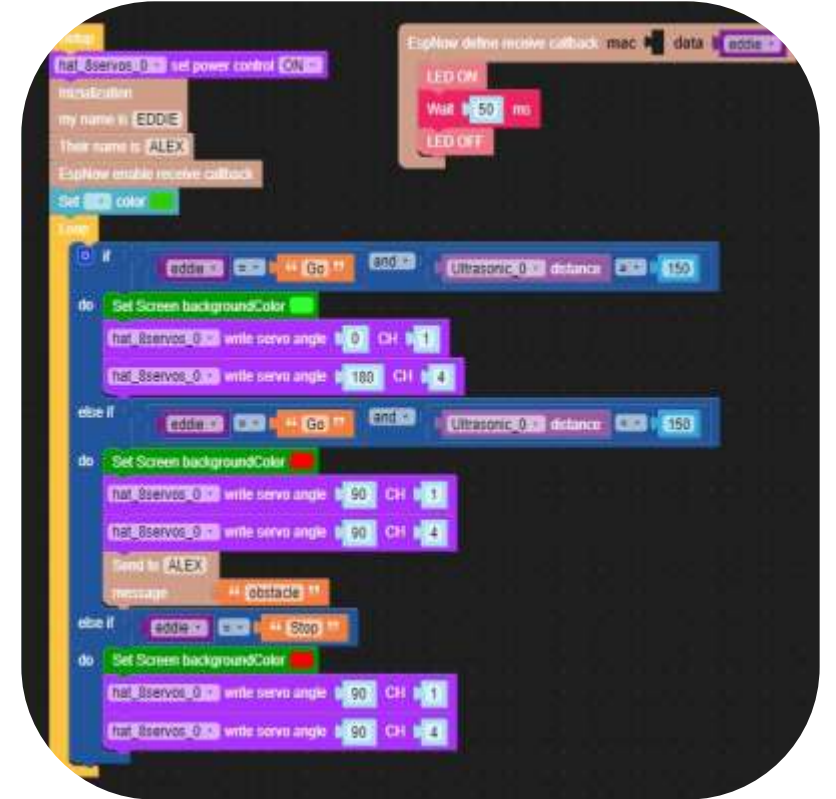 Setup
hat_8servos_0 set power control ON
Initialization
my name is EDDIE
Their name is ALEX
EspNow enable receive callback
Set color
Loop
if eddie = “ Go ” and Ultrasonic_0 distance 150
do Set Screen backgroundColor
hat_8servos_0 write servo angle 0 CH 1
hat_8servos_0 write servo angle 180 CH 4
else if eddie = “ Go ” and Ultrasonic_0 distance 150
do Set Screen backgroundColor
hat_8servos_0 write servo angle 90 CH 1
hat_8servos_0 write servo angle 90 CH 4
Send to ALEX
message “ obstacle ”
else if eddie = “ Stop ”
do Set Screen backgroundColor
hat_8servos_0 write servo angle 90 CH 1
hat_8servos_0 write servo angle 90 CH 4
EspNow define receive callback mac data eddie
LED ON
Wait 50 ms
LED OFF